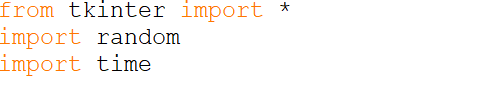 from tkinter import *
import random
import time